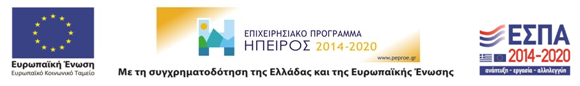 Ευρωπαϊκή Ένωση
Ευρωπαϊκό Κοινωνικό Ταμείο
ΕΠΙΧΕΙΡΗΣΙΑΚΟ ΠΡΟΓΡΑΜΜΑ
ΗΠΕΙΡΟΣ 2014-2020
www.peproe.gr
Με τη συγχρηματοδότηση της Ελλάδας και της Ευρωπαϊκής Ένωσης
ΕΣΠΑ
2014-2020
ανάπτυξη - εργασία - αλληλεγγύη